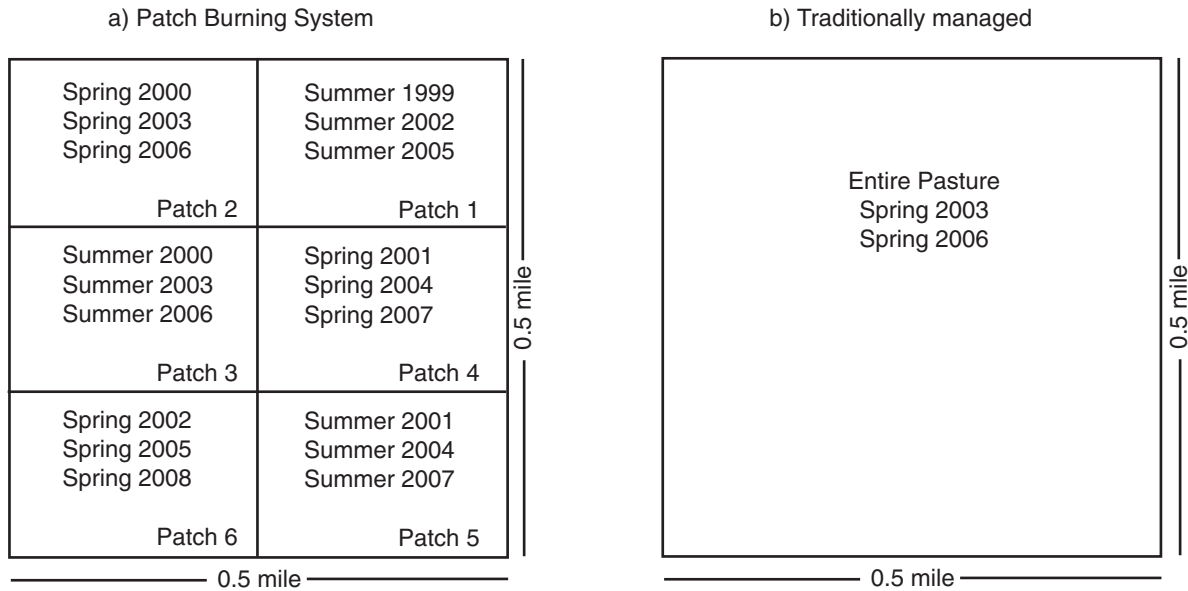 a) Patch Burning System
Spring 2000
Spring 2003
Spring 2006
Patch 2
Summer 1999
Summer 2002
Summer 2005
Patch 1
Summer 2000
Summer 2003
Summer 2006
Patch 3
Spring 2001
Spring 2004
Spring 2007
Patch 4
Spring 2002
Spring 2005
Spring 2008
Patch 6
Summer 2001
Summer 2004
Summer 2007
Patch 5
0.5 mile
0.5 mile
b) Traditionally managed
Entire Pasture
Spring 2003
Spring 2006
0.5 mile
0.5 mile